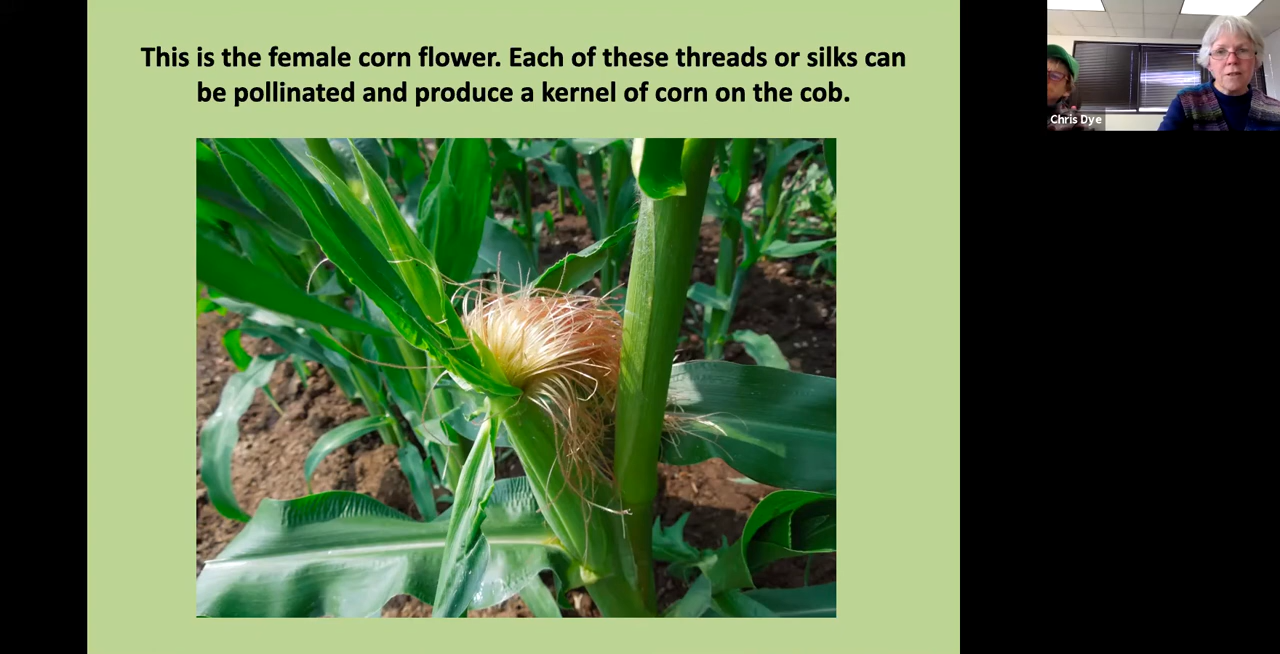 This is the female corn flower. Each of these threads or silks can
be pollinated and produce a kernel of corn on the cob.
Chris Dye